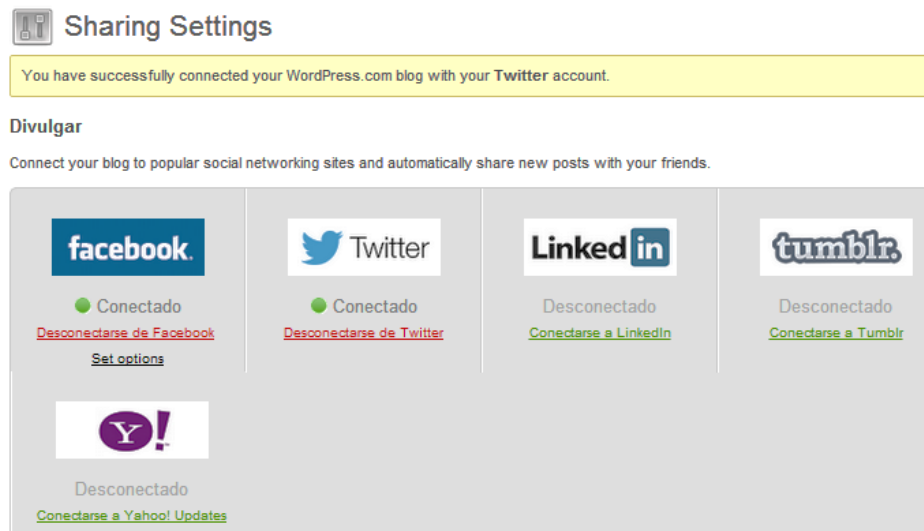 Sharing Settings
You have successfully connected your WordPress.com blog with your Twitter account.
Divulgar
Connect your blog to popular social networking sites and automatically share new posts with your friends.
facebook.
Twitter
Linked in
tumblr.
Conectado
Conectado
Desconectado
Desconectado
Desconectarse de Facebook
Desconectarse de Twitter
Conectarse a LinkedIn
Conectarse a Tumblr
Set options
Y!
Desconectado
Conectarse a Yahoo! Updates